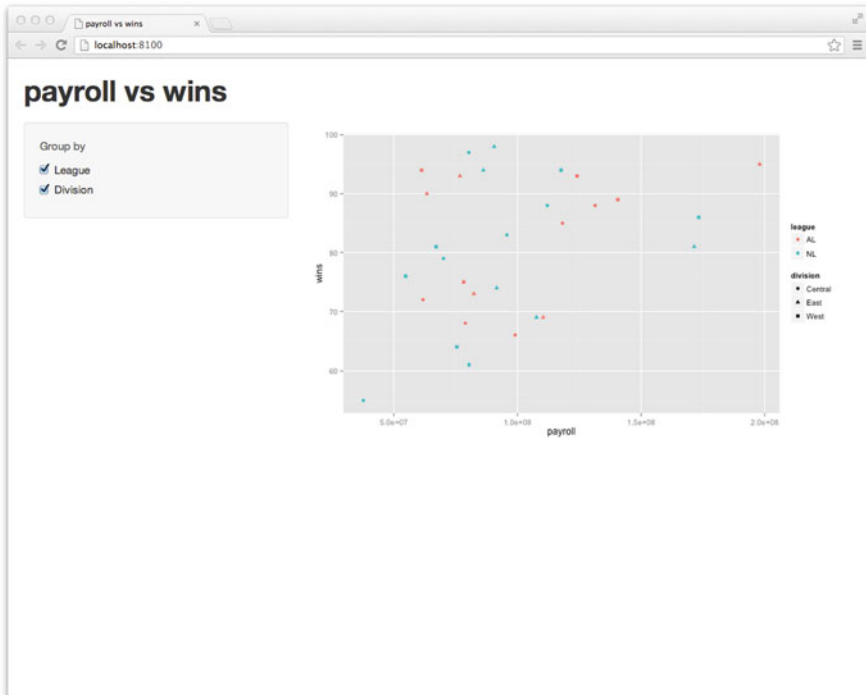 payroll vs wins
localhost:8100
payroll vs wins
Group by
League
Division
100
90
80
70
60
wins
5.0e+07
1.0e+08
1.5e+08
2.0e+08
payroll
league
AL
NL
division
Central
East
West